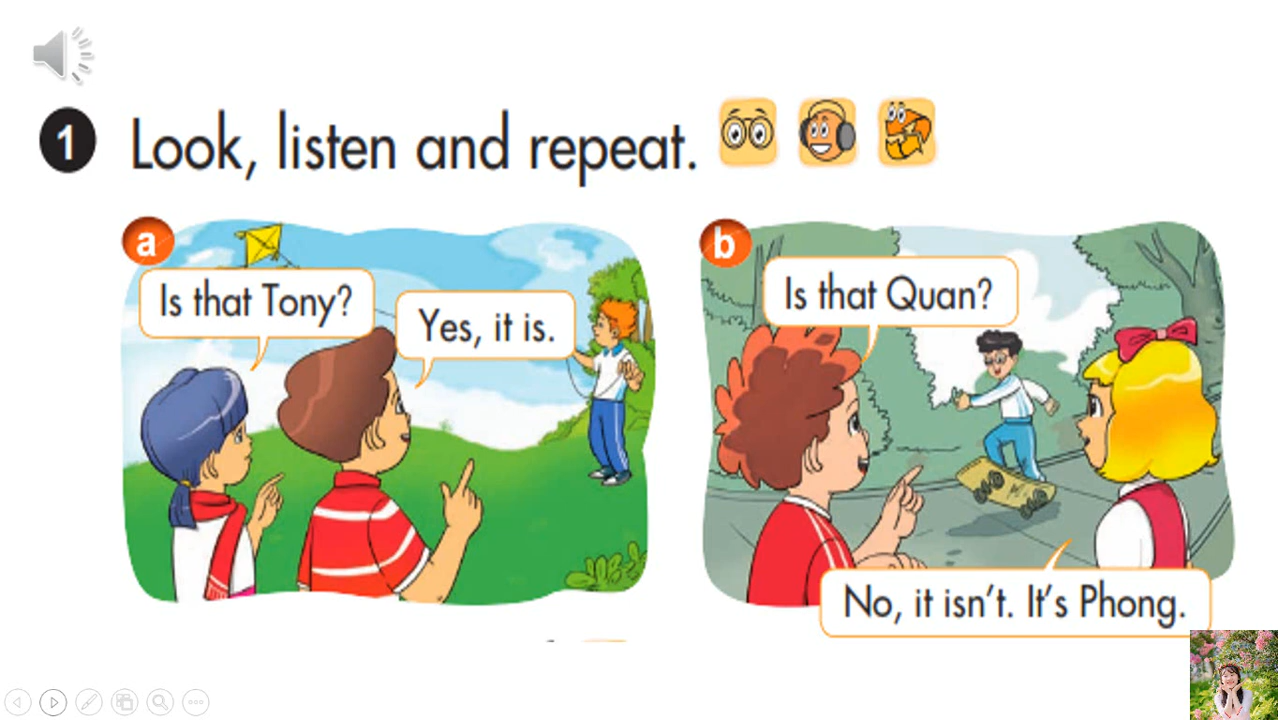 1 Look, listen and repeat.
a
Is that Tony?
Yes, it is.
b
Is that Quan?
No, it isn't. It's Phong.